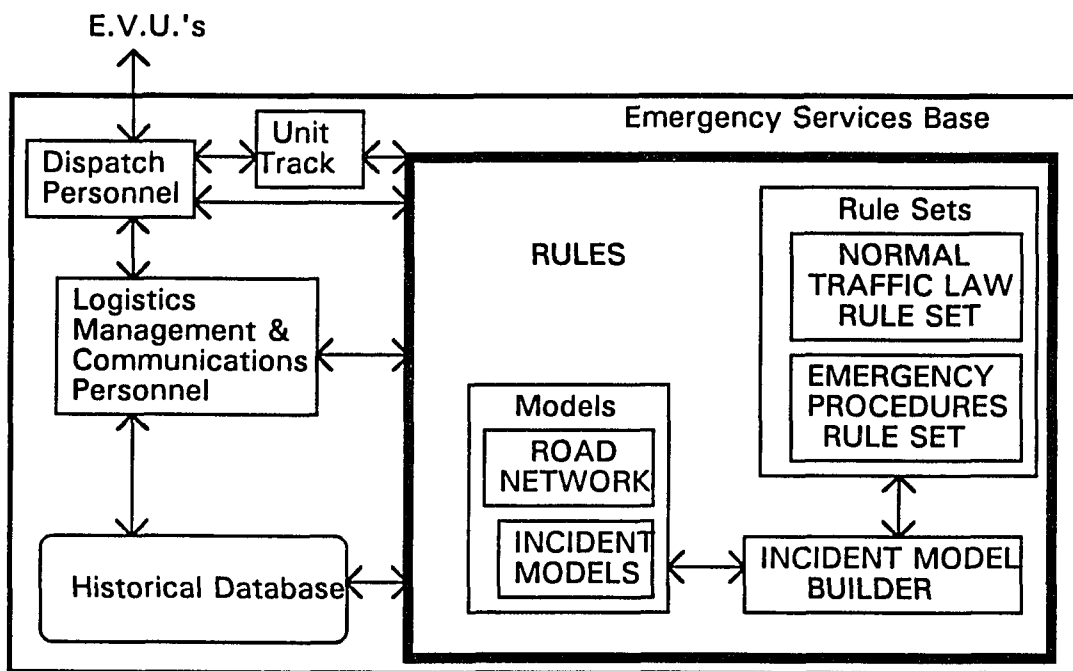 E.V.U.'s
Emergency Services Base
Unit
Track
Dispatch
Personnel
Logistics
Management &
Communications
Personnel
Historical Database
RULES
Rule Sets
NORMAL
TRAFFIC LAW
RULE SET
EMERGENCY
PROCEDURES
RULE SET
Models
ROAD
NETWORK
INCIDENT
MODELS
INCIDENT MODEL
BUILDER